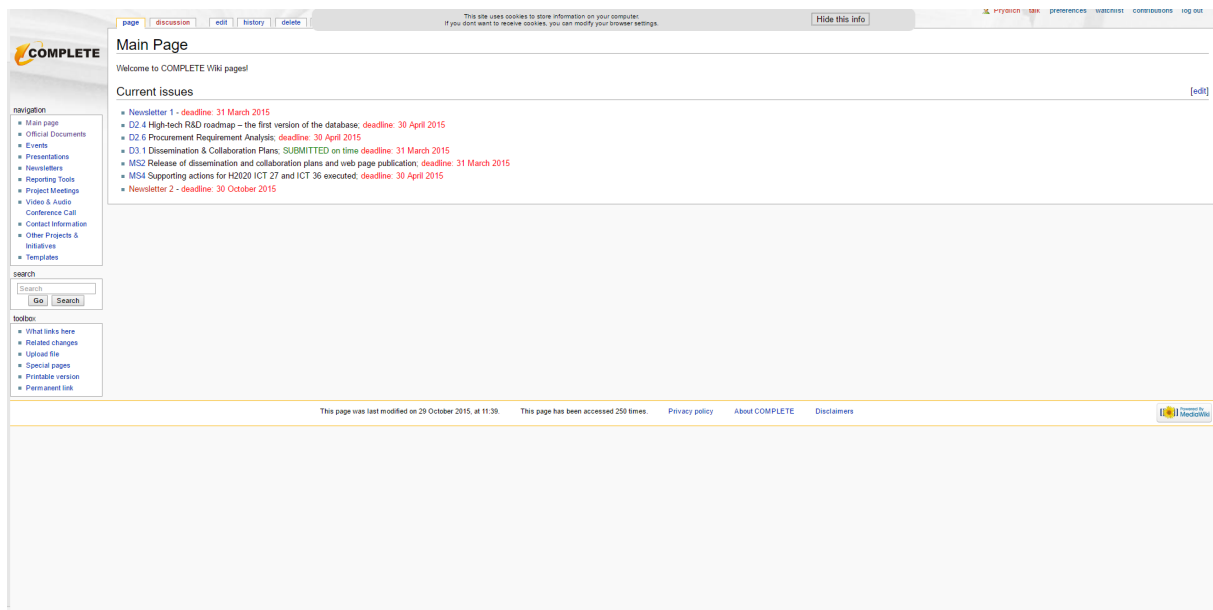 page discussion edit history delete
This site uses cookies to store information on your computer.
If you dont want to receive cookies, you can modify your browser settings.
Hide this info
Prydlich talk preferences watchlist contributions log out
COMPLETE
Main Page
Welcome to COMPLETE Wiki pages!
Current issues [edit]
Newsletter 1 - deadline: 31 March 2015
D2.4 High-tech R&D roadmap – the first version of the database; deadline: 30 April 2015
D2.6 Procurement Requirement Analysis; deadline: 30 April 2015
D3.1 Dissemination & Collaboration Plans; SUBMITTED on time deadline: 31 March 2015
MS2 Release of dissemination and collaboration plans and web page publication; deadline: 31 March 2015
MS4 Supporting actions for H2020 ICT 27 and ICT 36 executed; deadline: 30 April 2015
Newsletter 2 - deadline: 30 October 2015
navigation
Main page
Official Documents
Events
Presentations
Newsletters
Reporting Tools
Project Meetings
Video & Audio
Conference Call
Contact Information
Other Projects &
Initiatives
Templates
search
Search
Go Search
toolbox
What links here
Related changes
Upload file
Special pages
Printable version
Permanent link
This page was last modified on 29 October 2015, at 11:39. This page has been accessed 250 times. Privacy policy About COMPLETE Disclaimers
Powered By
MediaWiki